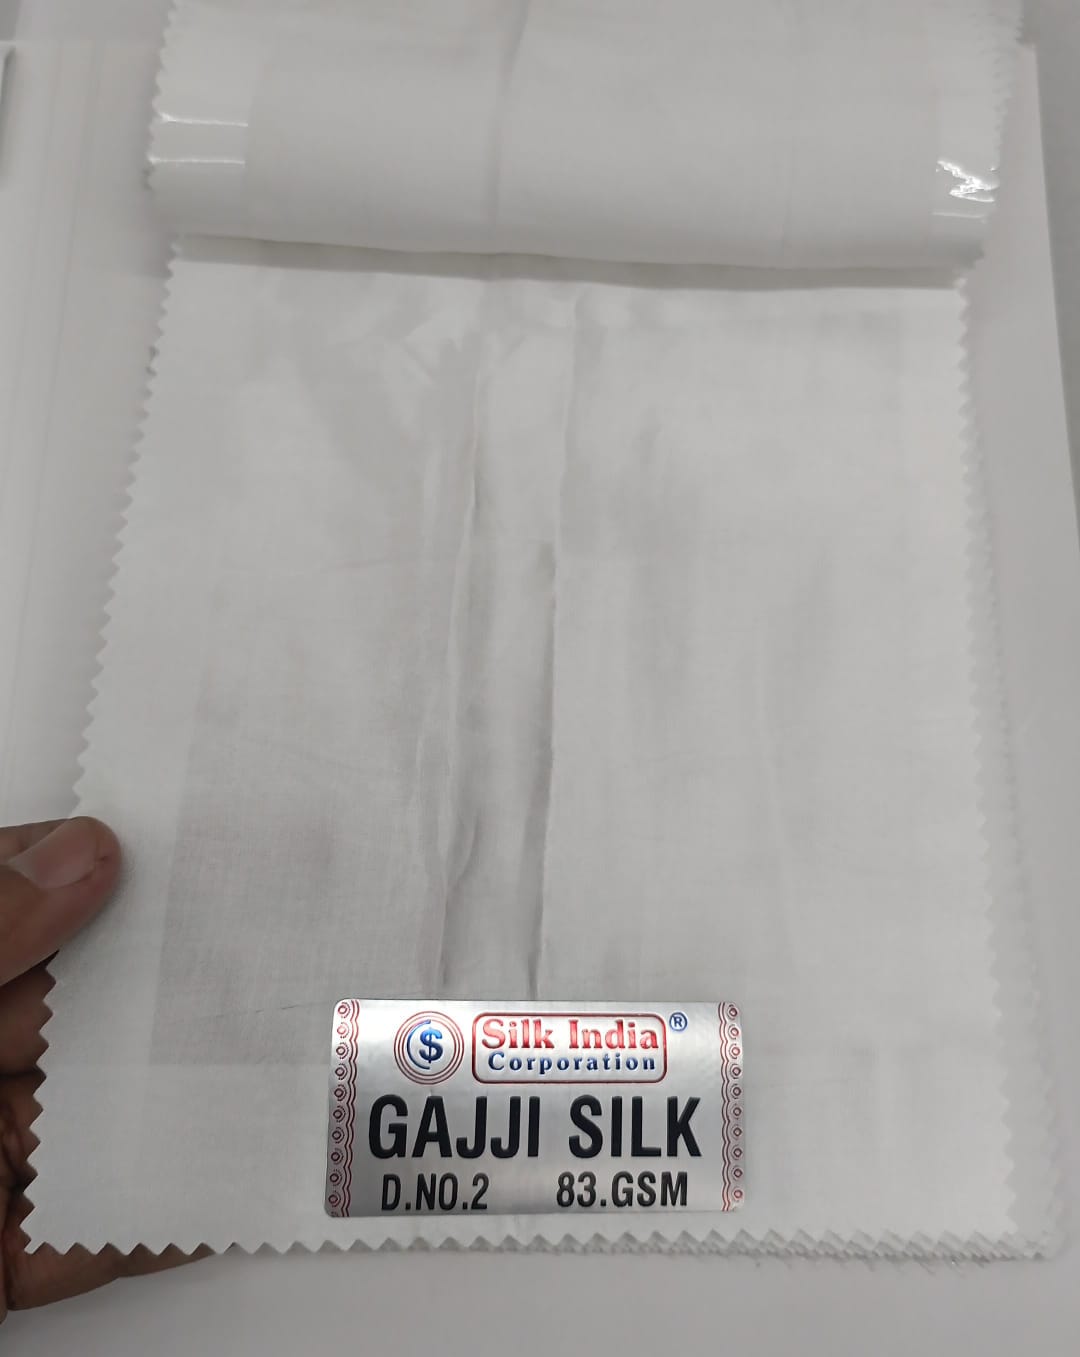 Silk India ®
Corporation
GAJJI SILK
D.NO.2 83.GSM